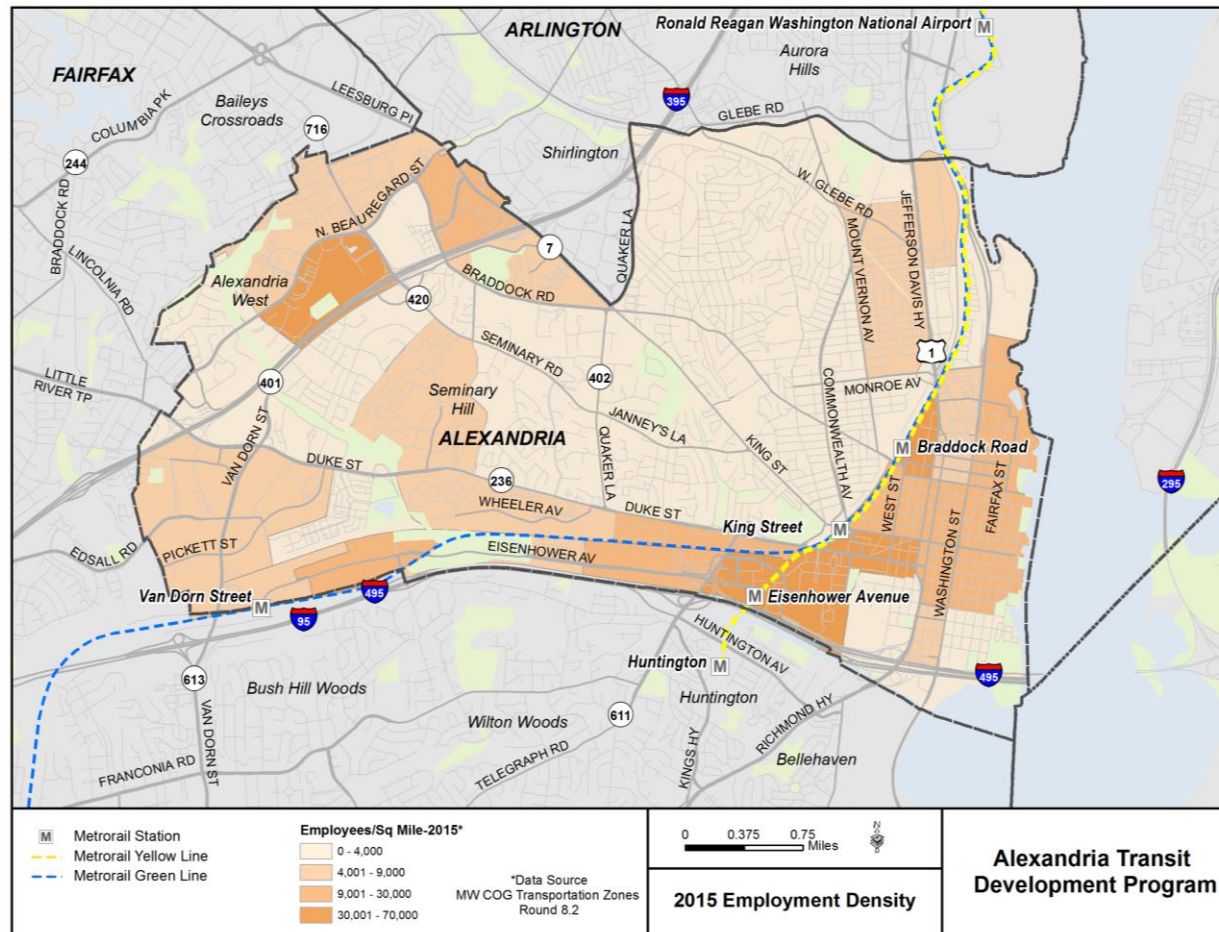 Ronald Reagan Washington National Airport
ARLINGTON
Aurora
Hills
FAIRFAX
LEESBURG PI
Baileys
Crossroads
COLUMBIA PK
395
GLEBE RD
716
244
Shirlington
BRADDOCK RD
N. BEAUREGARD ST
W. GLEBE RD
JEFFERSON DAVIS HY
MOUNT VERNON AV
QUAKER LA
7
LINCOLNIA RD
Alexandria
West
BRADDOCK RD
420
SEMINARY RD
1
LITTLE
RIVER TP
401
402
MONROE AV
Seminary
Hill
JANNEY'S LA
COMMONWEALTH AV
VAN DORN ST
ALEXANDRIA
KING ST
Braddock Road
QUAKER LA
DUKE ST
236
WEST ST
FAIRFAX ST
295
WHEELER AV
DUKE ST
King Street
WASHINGTON ST
EDSALL RD
PICKETT ST
EISENHOWER AV
Van Dorn Street
495
95
Eisenhower Avenue
HUNTINGTON AV
Huntington
495
613
Bush Hill Woods
Huntington
VAN DORN ST
Wilton Woods
611
RICHMOND HY
KINGS HY
TELEGRAPH RD
Bellehaven
FRANCONIA RD
M Metrorail Station
Metrorail Yellow Line
Metrorail Green Line
Employees/Sq Mile-2015*
0 - 4,000
4,001 - 9,000
9,001 - 30,000
30,001 - 70,000
*Data Source
MW COG Transportation Zones
Round 8.2
0 0.375 0.75
Miles
N
2015 Employment Density
Alexandria Transit
Development Program
M
M
M
M
M
M